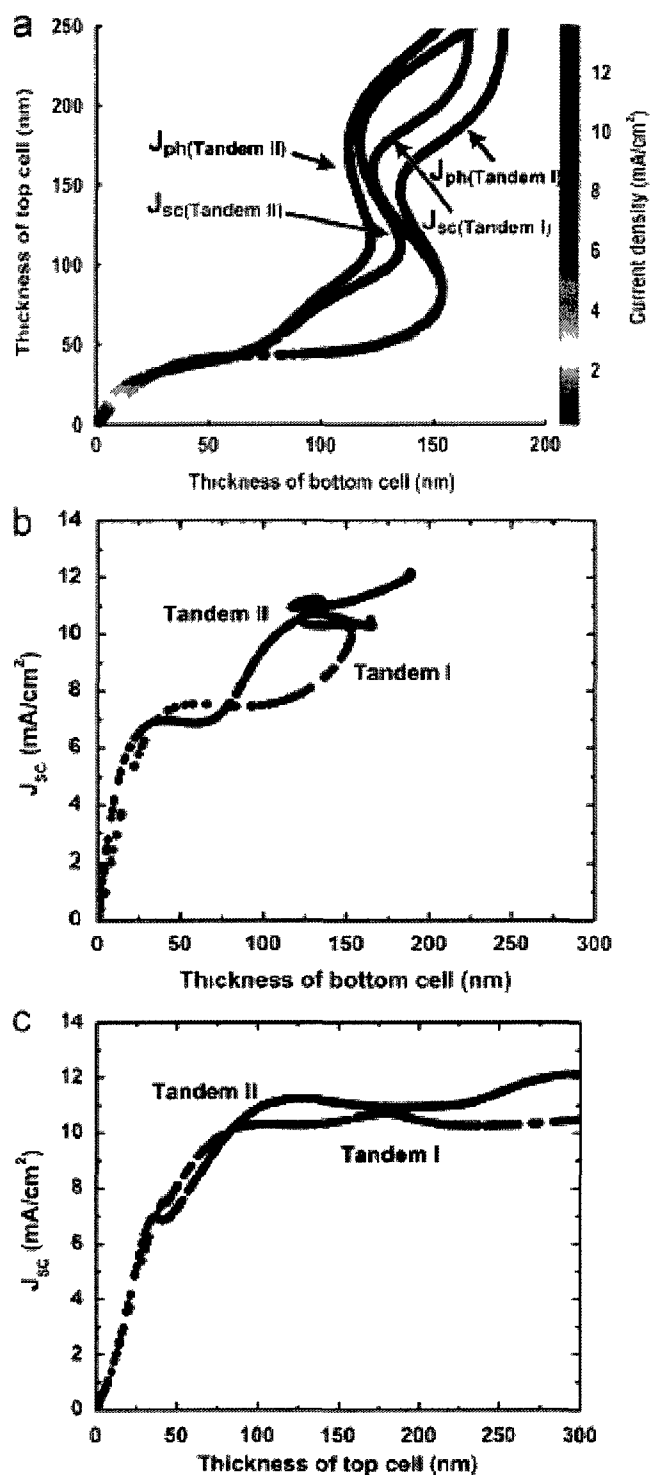 a
250
200
150
100
50
0
Thickness of top cell (nm)
J_ph(Tandem II)
J_sc(Tandem II)
J_ph(Tandem I)
J_sc(Tandem I)
0 50 100 150 200
Thickness of bottom cell (nm)
12
10
8
6
4
2
Current density (mA/cm²)
b
14
12
10
8
6
4
2
0
J_sc (mA/cm²)
Tandem II
Tandem I
0 50 100 150 200 250 300
Thickness of bottom cell (nm)
c
14
12
10
8
6
4
2
0
J_sc (mA/cm²)
Tandem II
Tandem I
0 50 100 150 200 250 300
Thickness of top cell (nm)